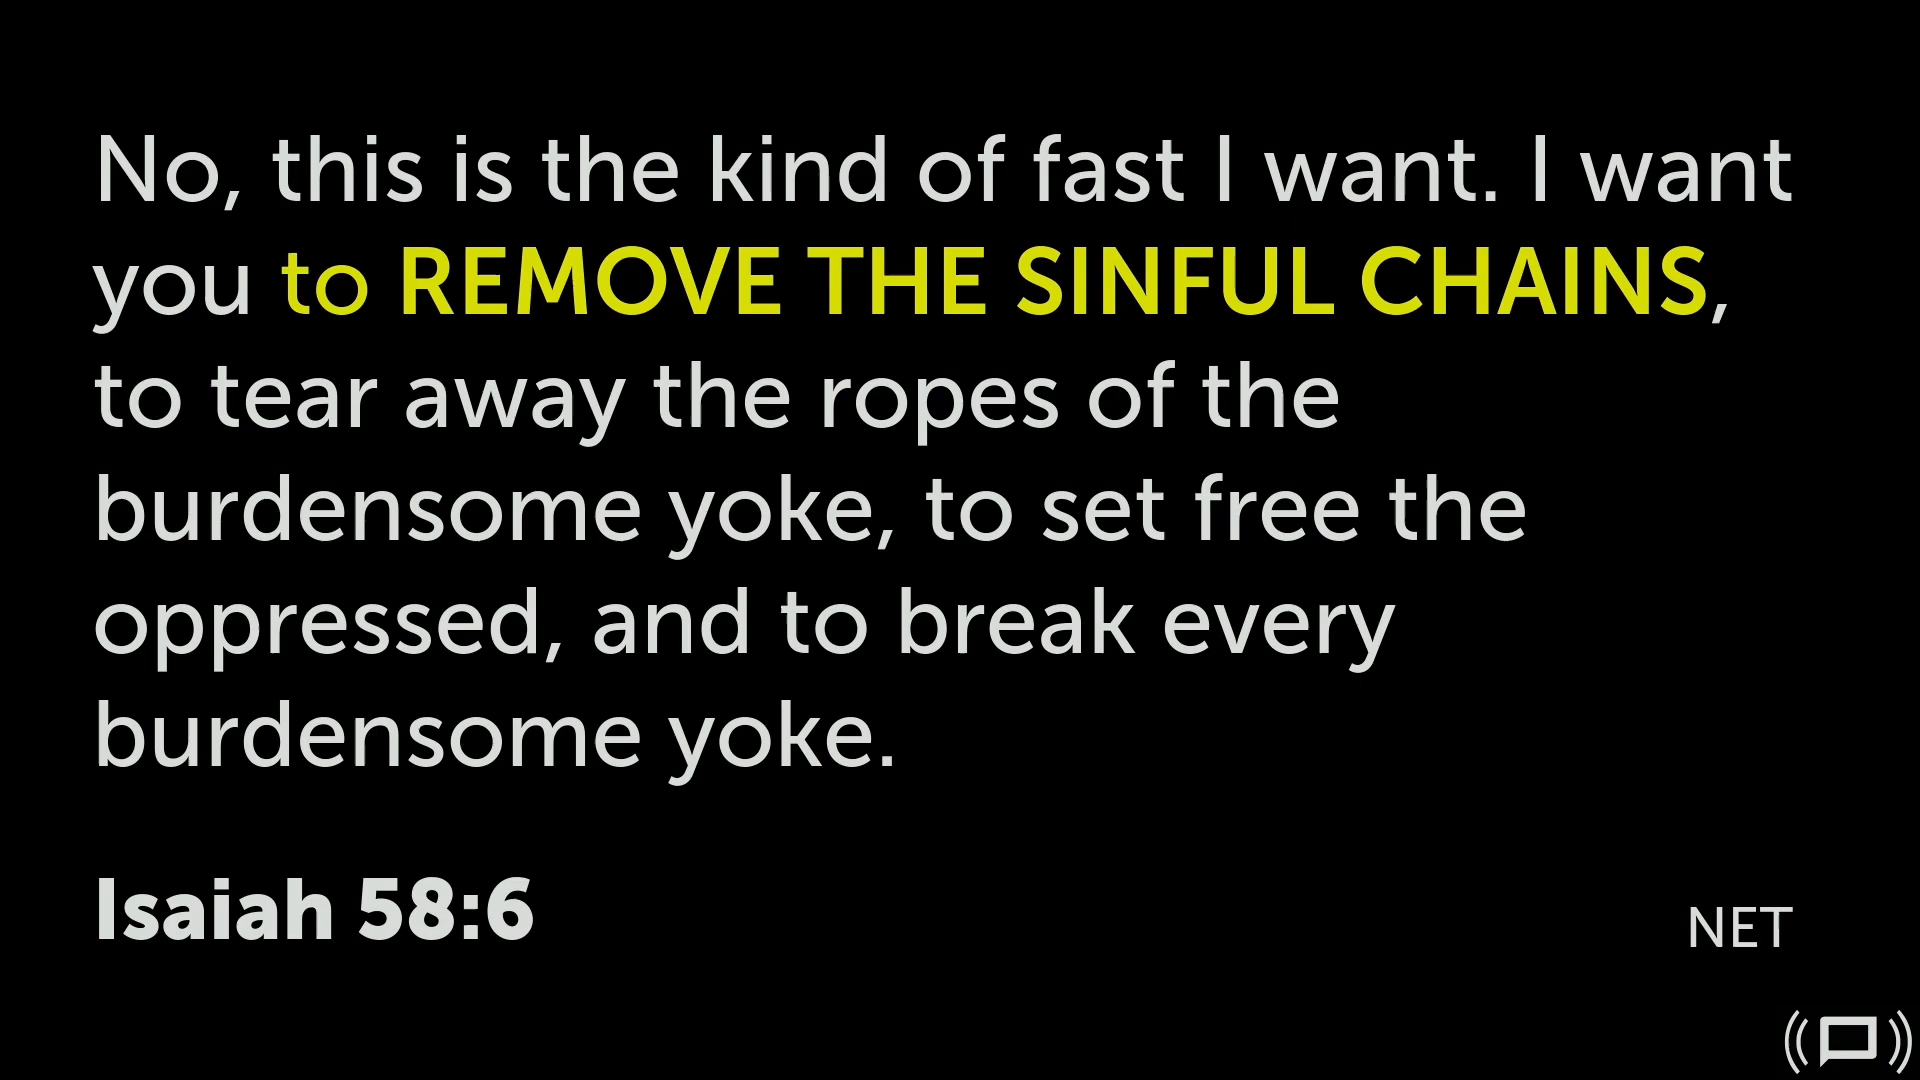 No, this is the kind of fast I want. I want
you to REMOVE THE SINFUL CHAINS,
to tear away the ropes of the
burdensome yoke, to set free the
oppressed, and to break every
burdensome yoke.
Isaiah 58:6
NET